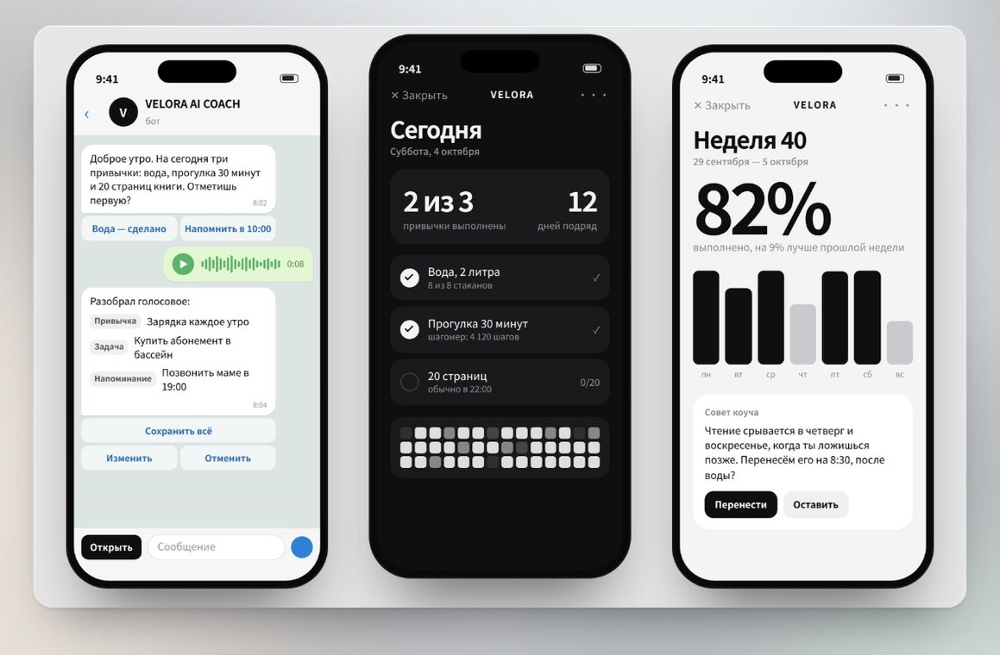 9:41
‹
V
VELORA AI COACH
бот
Доброе утро. На сегодня три
привычки: вода, прогулка 30 минут
и 20 страниц книги. Отметишь
первую?
8:02
Вода — сделано
Напомнить в 10:00
0:08
Разобрал голосовое:
Привычка Зарядка каждое утро
Задача Купить абонемент в
бассейн
Напоминание Позвонить маме в
19:00
8:04
Сохранить всё
Изменить
Отменить
Открыть
Сообщение
9:41
✕ Закрыть
VELORA
Сегодня
Суббота, 4 октября
2 из 3
привычки выполнены
12
дней подряд
Вода, 2 литра
8 из 8 стаканов
✓
Прогулка 30 минут
шагомер: 4 120 шагов
✓
20 страниц
обычно в 22:00
0/20
9:41
✕ Закрыть
VELORA
Неделя 40
29 сентября — 5 октября
82%
выполнено, на 9% лучше прошлой недели
пн вт ср чт пт сб вс
Совет коуча
Чтение срывается в четверг и
воскресенье, когда ты ложишься
позже. Перенесём его на 8:30, после
воды?
Перенести
Оставить